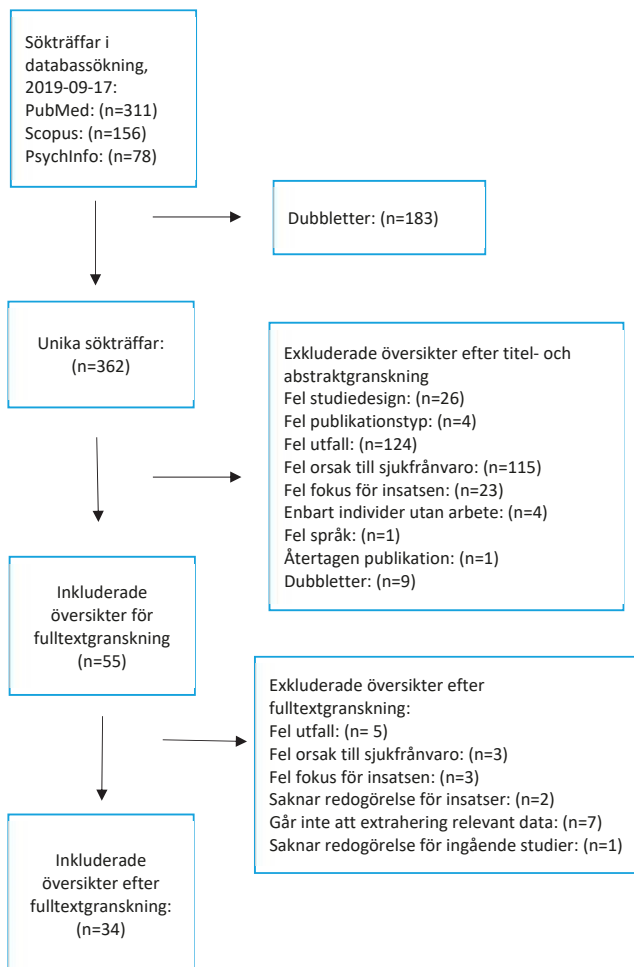 Sökträffar i
databassökning,
2019-09-17:
PubMed: (n=311)
Scopus: (n=156)
PsychInfo: (n=78)
Dubbletter: (n=183)
Unika sökträffar:
(n=362)
Exkluderade översikter efter titel- och
abstraktgranskning
Fel studiedesign: (n=26)
Fel publikationstyp: (n=4)
Fel utfall: (n=124)
Fel orsak till sjukfrånvaro: (n=115)
Fel fokus för insatsen: (n=23)
Enbart individer utan arbete: (n=4)
Fel språk: (n=1)
Återtagen publikation: (n=1)
Dubbletter: (n=9)
Inkluderade
översikter för
fulltextgranskning
(n=55)
Exkluderade översikter efter
fulltextgranskning:
Fel utfall: (n= 5)
Fel orsak till sjukfrånvaro: (n=3)
Fel fokus för insatsen: (n=3)
Saknar redogörelse för insatser: (n=2)
Går inte att extrahering relevant data: (n=7)
Saknar redogörelse för ingående studier: (n=1)
Inkluderade
översikter efter
fulltextgranskning:
(n=34)